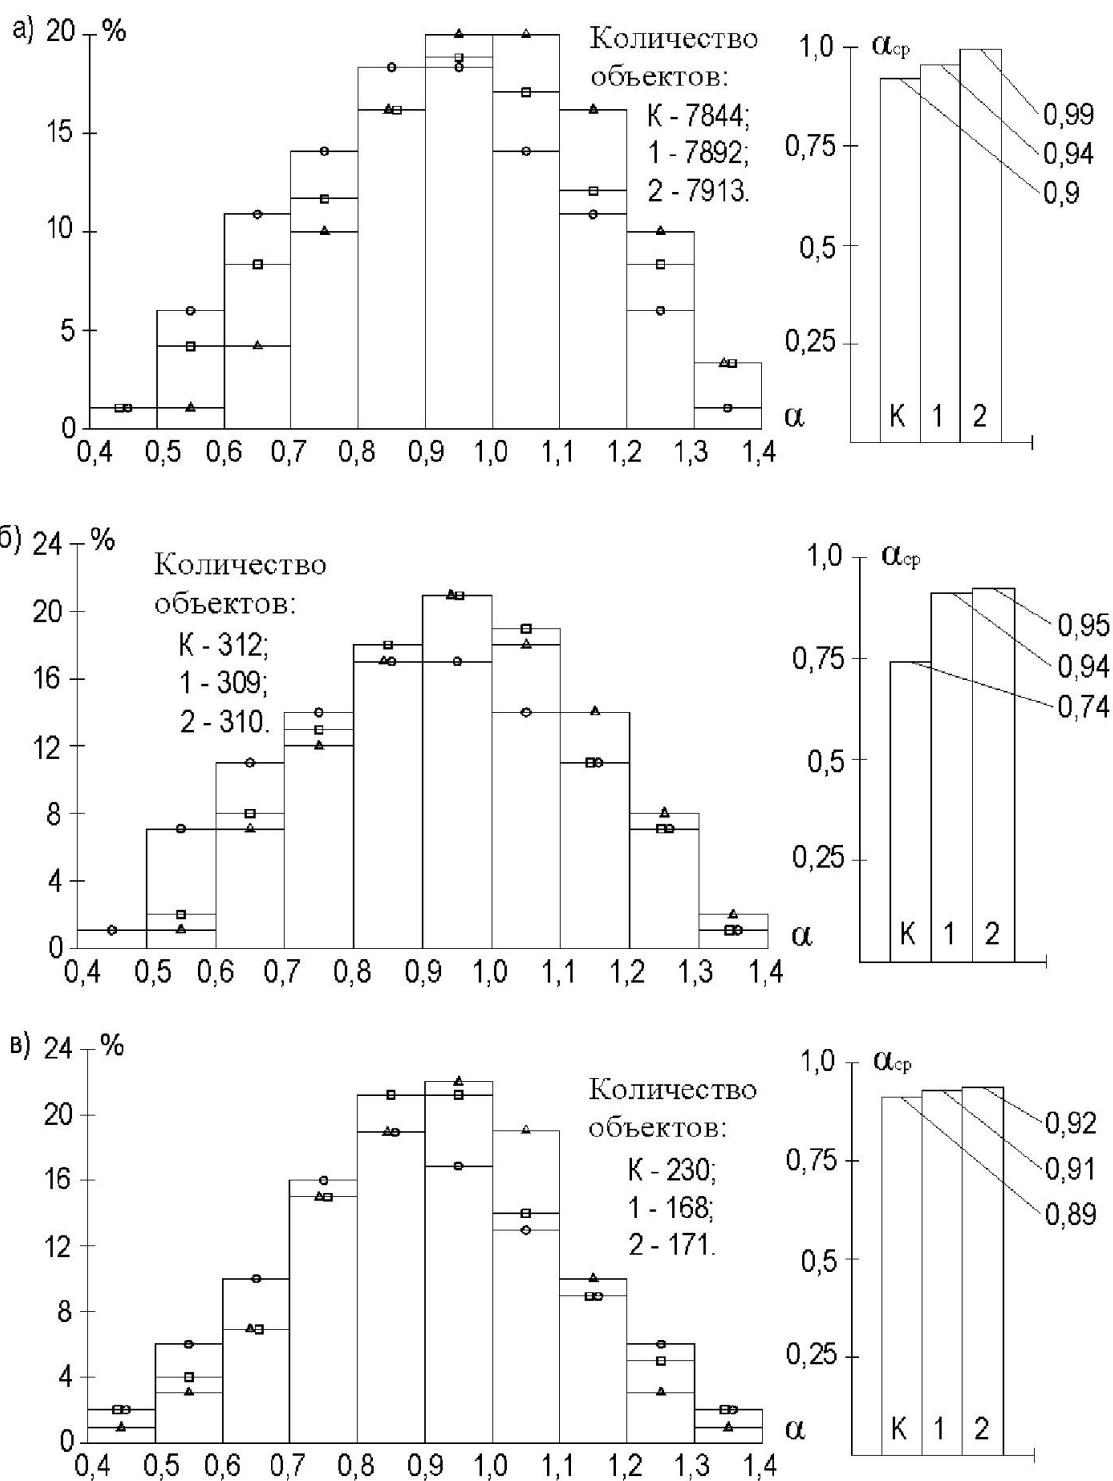 а) 20 %
Количество
объектов:
К - 7844;
1 - 7892;
2 - 7913.
15
10
5
0
0,4 0,5 0,6 0,7 0,8 0,9 1,0 1,1 1,2 1,3 1,4
α
1,0 αср
0,75
0,5
0,25
0,99
0,94
0,9
К 1 2
б) 24 %
Количество
объектов:
К - 312;
1 - 309;
2 - 310.
20
16
12
8
4
0
0,4 0,5 0,6 0,7 0,8 0,9 1,0 1,1 1,2 1,3 1,4
α
1,0 αср
0,75
0,5
0,25
0,95
0,94
0,74
К 1 2
в) 24 %
Количество
объектов:
К - 230;
1 - 168;
2 - 171.
20
16
12
8
4
0
0,4 0,5 0,6 0,7 0,8 0,9 1,0 1,1 1,2 1,3 1,4
α
1,0 αср
0,75
0,5
0,25
0,92
0,91
0,89
К 1 2